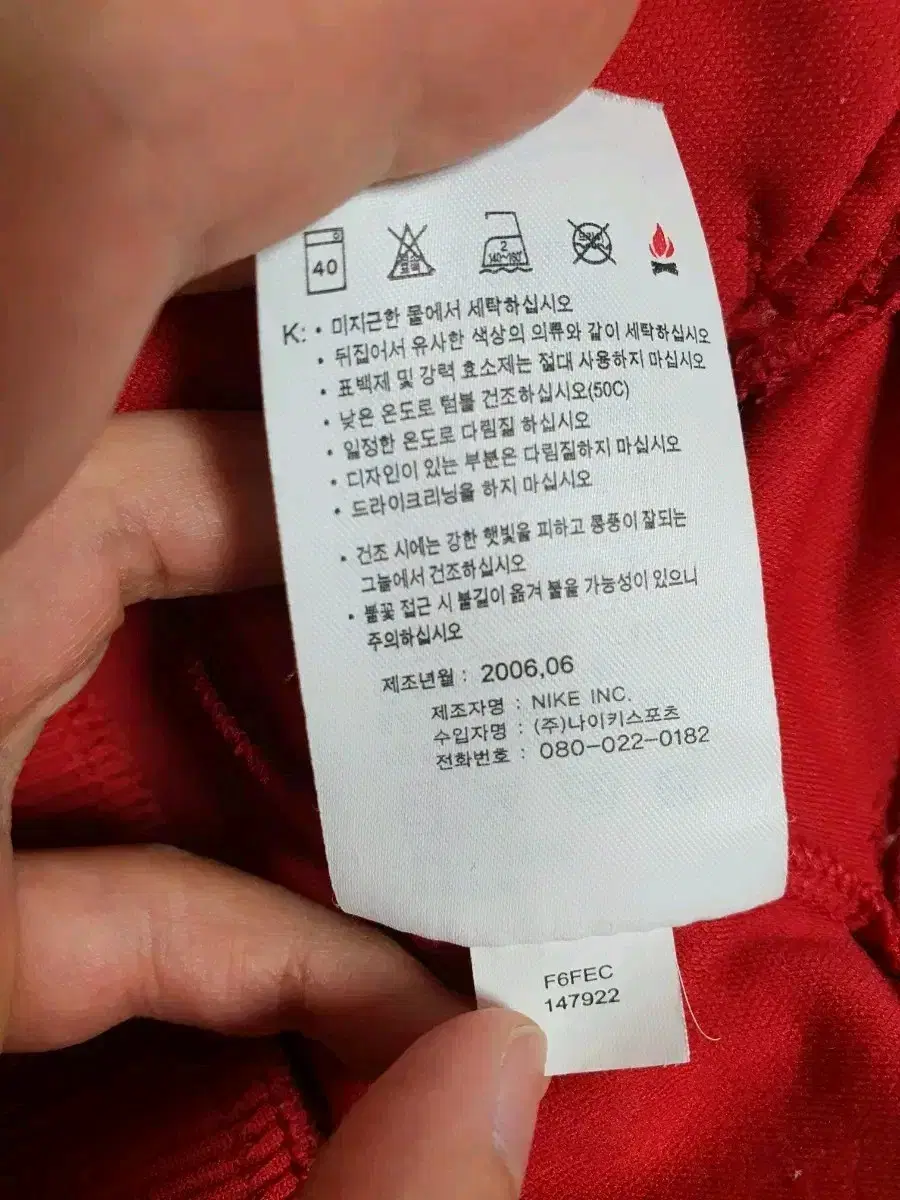 40
염소
표백
2
140~160℃
드라이
K: • 미지근한 물에서 세탁하십시오
• 뒤집어서 유사한 색상의 의류와 같이 세탁하십시오
• 표백제 및 강력 효소제는 절대 사용하지 마십시오
• 낮은 온도로 텀블 건조하십시오(50C)
• 일정한 온도로 다림질 하십시오
• 디자인이 있는 부분은 다림질하지 마십시오
• 드라이크리닝을 하지 마십시오
• 건조 시에는 강한 햇빛을 피하고 통풍이 잘되는
그늘에서 건조하십시오
• 불꽃 접근 시 불길이 옮겨 붙을 가능성이 있으니
주의하십시오
제조년월 : 2006,06
제조자명 : NIKE INC.
수입자명 : (주)나이키스포츠
전화번호 : 080-022-0182
F6FEC
147922